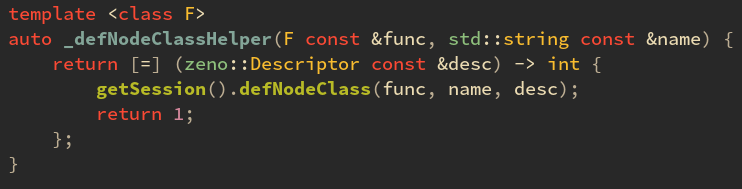 template <class F>
auto _defNodeClassHelper(F const &func, std::string const &name) {
    return [=] (zeno::Descriptor const &desc) -> int {
        getSession().defNodeClass(func, name, desc);
        return 1;
    };
}